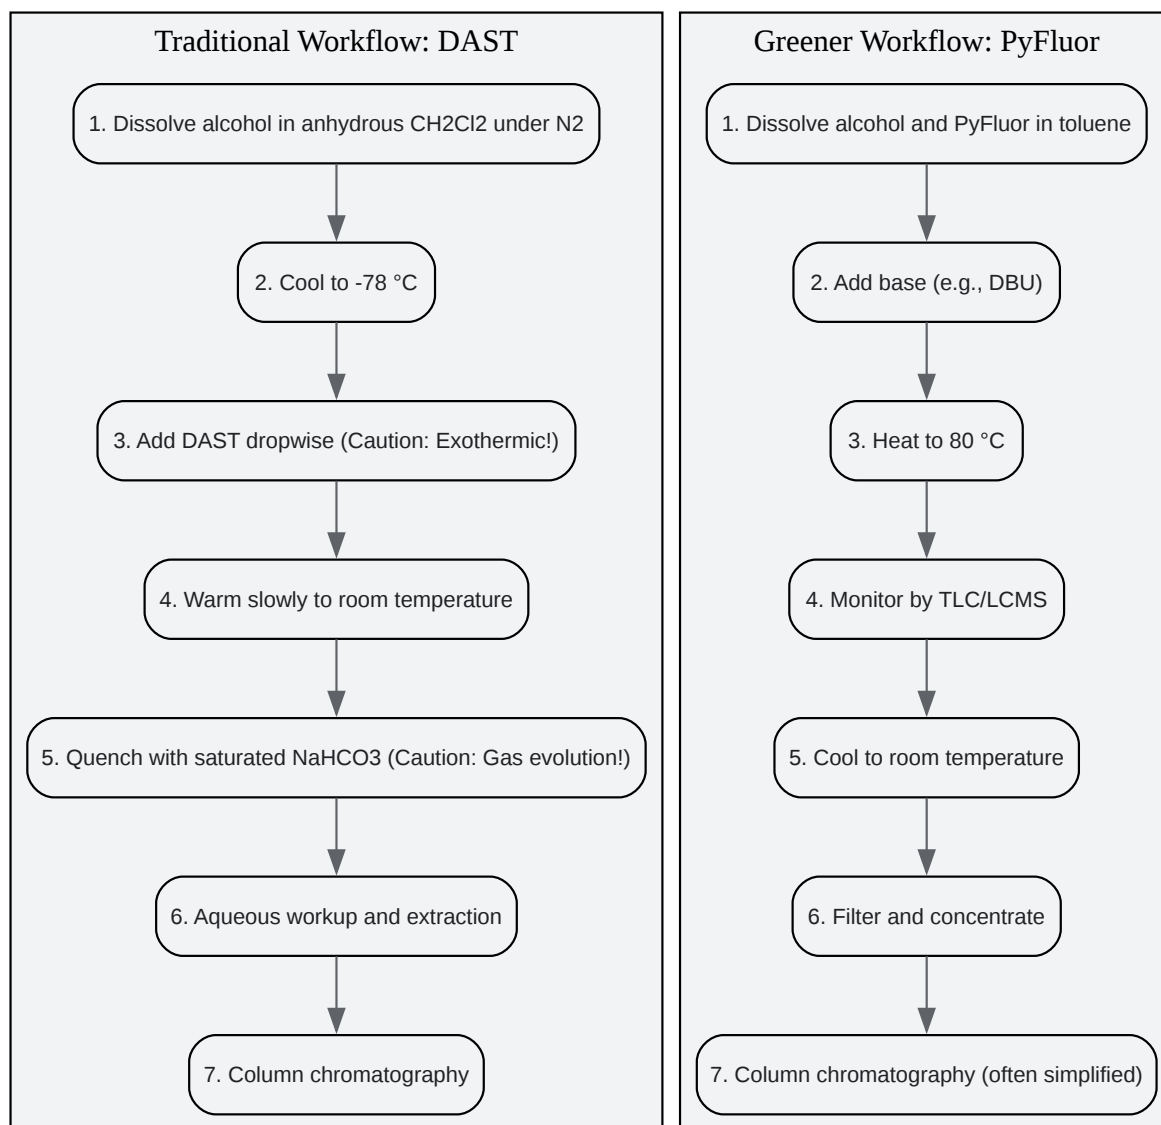 Traditional Workflow: DAST
1. Dissolve alcohol in anhydrous CH2Cl2 under N2
2. Cool to -78 °C
3. Add DAST dropwise (Caution: Exothermic!)
4. Warm slowly to room temperature
5. Quench with saturated NaHCO3 (Caution: Gas evolution!)
6. Aqueous workup and extraction
7. Column chromatography
Greener Workflow: PyFluor
1. Dissolve alcohol and PyFluor in toluene
2. Add base (e.g., DBU)
3. Heat to 80 °C
4. Monitor by TLC/LCMS
5. Cool to room temperature
6. Filter and concentrate
7. Column chromatography (often simplified)